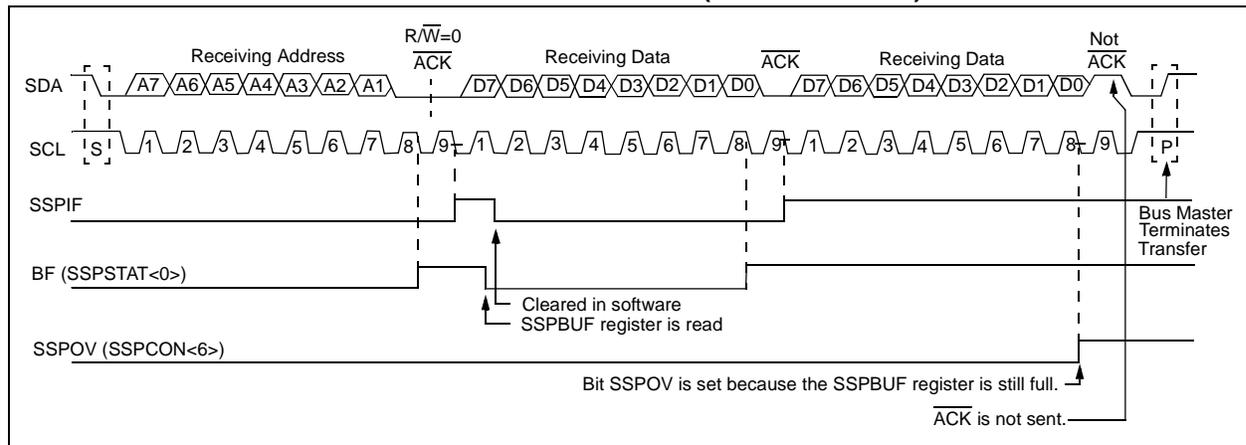 R/W=0
Receiving Address ACK Receiving Data ACK Receiving Data Not ACK
SDA A7 A6 A5 A4 A3 A2 A1 D7 D6 D5 D4 D3 D2 D1 D0 D7 D6 D5 D4 D3 D2 D1 D0
SCL S 1 2 3 4 5 6 7 8 9 1 2 3 4 5 6 7 8 9 1 2 3 4 5 6 7 8 9 P
SSPIF
Bus Master
Terminates
Transfer
BF (SSPSTAT<0>)
Cleared in software
SSPBUF register is read
SSPOV (SSPCON<6>)
Bit SSPOV is set because the SSPBUF register is still full.
ACK is not sent.